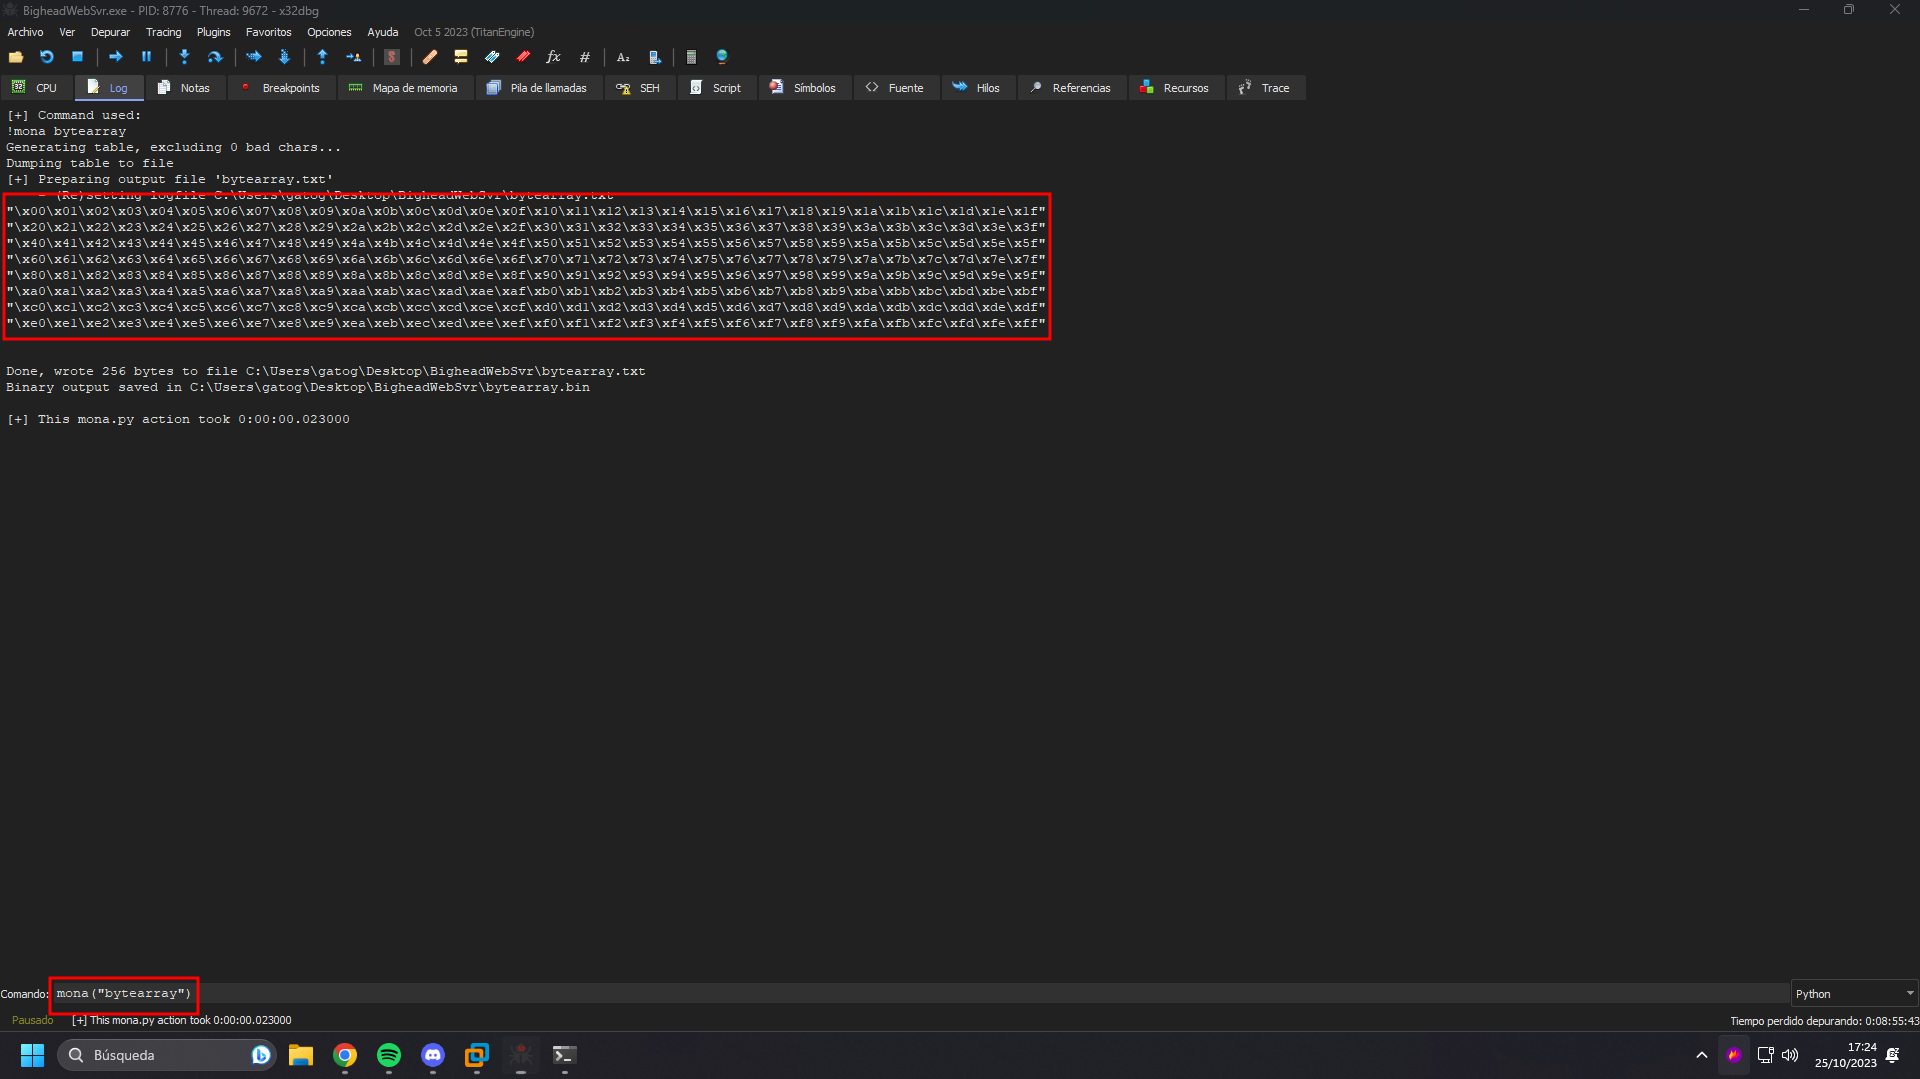 BigheadWebSvr.exe - PID: 8776 - Thread: 9672 - x32dbg
Archivo Ver Depurar Tracing Plugins Favoritos Opciones Ayuda Oct 5 2023 (TitanEngine)
CPU Log Notas Breakpoints Mapa de memoria Pila de llamadas SEH Script Símbolos Fuente Hilos Referencias Recursos Trace
[+] Command used:
!mona bytearray
Generating table, excluding 0 bad chars...
Dumping table to file
[+] Preparing output file 'bytearray.txt'
- (Re)setting logfile C:\Users\gatog\Desktop\BigheadWebSvr\bytearray.txt
"\x00\x01\x02\x03\x04\x05\x06\x07\x08\x09\x0a\x0b\x0c\x0d\x0e\x0f\x10\x11\x12\x13\x14\x15\x16\x17\x18\x19\x1a\x1b\x1c\x1d\x1e\x1f"
"\x20\x21\x22\x23\x24\x25\x26\x27\x28\x29\x2a\x2b\x2c\x2d\x2e\x2f\x30\x31\x32\x33\x34\x35\x36\x37\x38\x39\x3a\x3b\x3c\x3d\x3e\x3f"
"\x40\x41\x42\x43\x44\x45\x46\x47\x48\x49\x4a\x4b\x4c\x4d\x4e\x4f\x50\x51\x52\x53\x54\x55\x56\x57\x58\x59\x5a\x5b\x5c\x5d\x5e\x5f"
"\x60\x61\x62\x63\x64\x65\x66\x67\x68\x69\x6a\x6b\x6c\x6d\x6e\x6f\x70\x71\x72\x73\x74\x75\x76\x77\x78\x79\x7a\x7b\x7c\x7d\x7e\x7f"
"\x80\x81\x82\x83\x84\x85\x86\x87\x88\x89\x8a\x8b\x8c\x8d\x8e\x8f\x90\x91\x92\x93\x94\x95\x96\x97\x98\x99\x9a\x9b\x9c\x9d\x9e\x9f"
"\xa0\xa1\xa2\xa3\xa4\xa5\xa6\xa7\xa8\xa9\xaa\xab\xac\xad\xae\xaf\xb0\xb1\xb2\xb3\xb4\xb5\xb6\xb7\xb8\xb9\xba\xbb\xbc\xbd\xbe\xbf"
"\xc0\xc1\xc2\xc3\xc4\xc5\xc6\xc7\xc8\xc9\xca\xcb\xcc\xcd\xce\xcf\xd0\xd1\xd2\xd3\xd4\xd5\xd6\xd7\xd8\xd9\xda\xdb\xdc\xdd\xde\xdf"
"\xe0\xe1\xe2\xe3\xe4\xe5\xe6\xe7\xe8\xe9\xea\xeb\xec\xed\xee\xef\xf0\xf1\xf2\xf3\xf4\xf5\xf6\xf7\xf8\xf9\xfa\xfb\xfc\xfd\xfe\xff"
Done, wrote 256 bytes to file C:\Users\gatog\Desktop\BigheadWebSvr\bytearray.txt
Binary output saved in C:\Users\gatog\Desktop\BigheadWebSvr\bytearray.bin
[+] This mona.py action took 0:00:00.023000
Comando: mona("bytearray") Python
Pausado [+] This mona.py action took 0:00:00.023000 Tiempo perdido depurando: 0:08:55:43
Búsqueda 17:24
25/10/2023